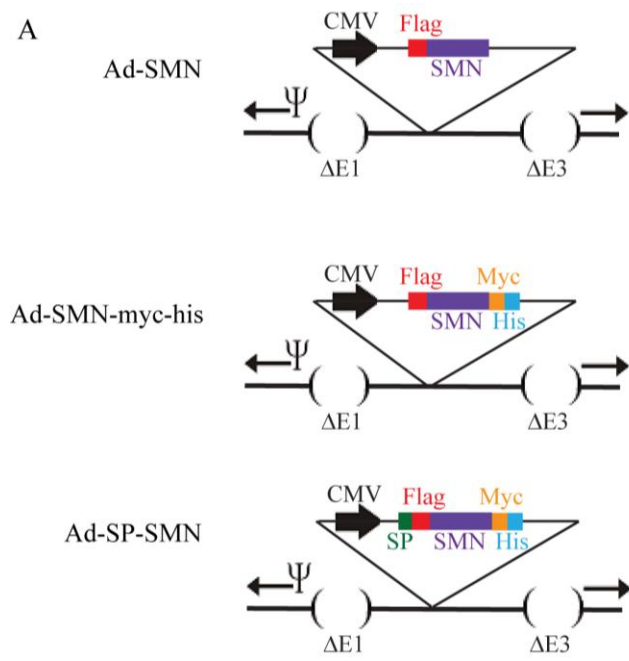 A
CMV Flag
Ad-SMN
SMN
Ψ
ΔE1 ΔE3
CMV Flag Myc
Ad-SMN-myc-his
SMN His
Ψ
ΔE1 ΔE3
CMV Flag Myc
Ad-SP-SMN
SP SMN His
Ψ
ΔE1 ΔE3